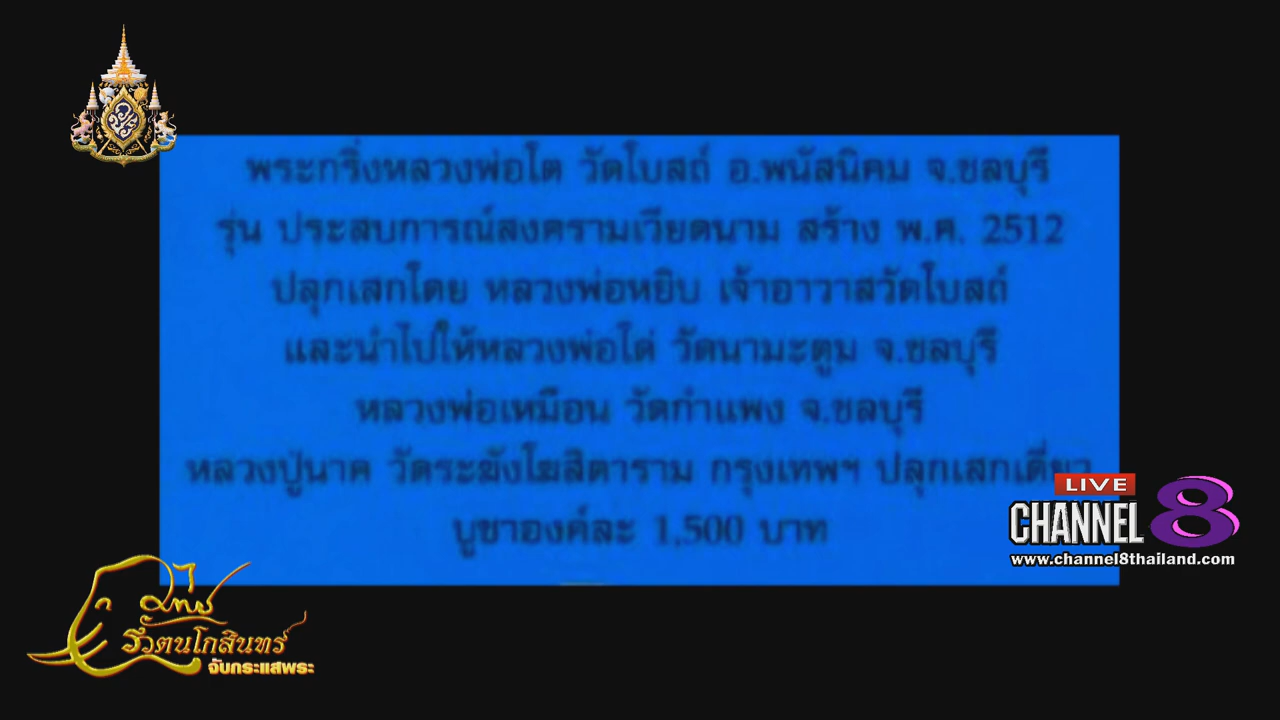 พระกริ่งหลวงพ่อโต วัดโบสถ์ อ.พนัสนิคม จ.ชลบุรี
รุ่น ประสบการณ์สงครามเวียดนาม สร้าง พ.ศ. 2512
ปลุกเสกโดย หลวงพ่อหยิบ เจ้าอาวาสวัดโบสถ์
และนำไปให้หลวงพ่อโด่ วัดนามะตูม จ.ชลบุรี
หลวงพ่อเหมือน วัดกำแพง จ.ชลบุรี
หลวงปู่นาค วัดระฆังโฆสิตาราม กรุงเทพฯ ปลุกเสกเดี่ยว
บูชาองค์ละ 1,500 บาท
LIVE
CHANNEL 8
www.channel8thailand.com
รัตนโกสินทร์
จับกระแสพระ